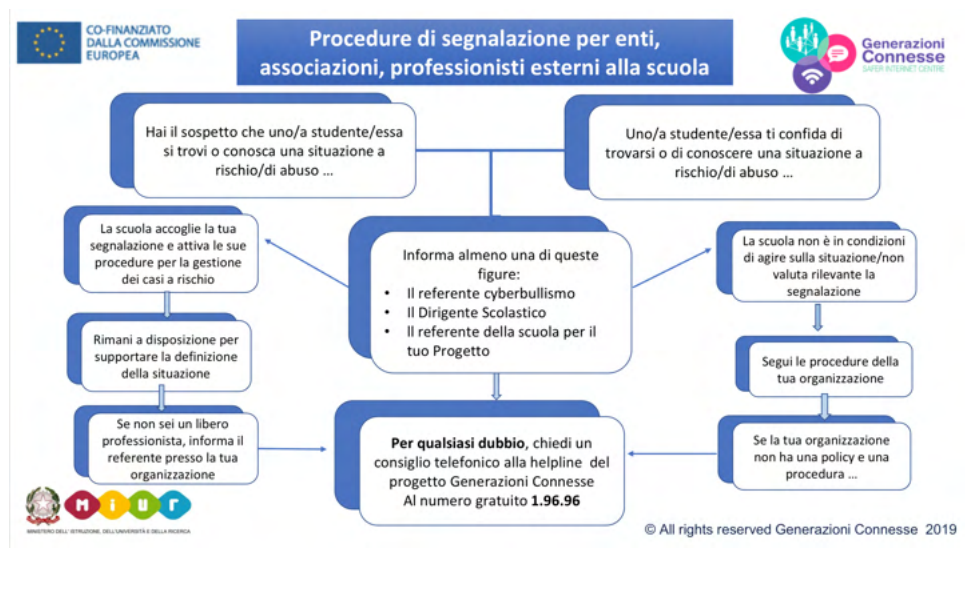 CO-FINANZIATO
DALLA COMMISSIONE
EUROPEA
Procedure di segnalazione per enti,
associazioni, professionisti esterni alla scuola
Generazioni
Connesse
SAFER INTERNET CENTRE
Hai il sospetto che uno/a studente/essa
si trovi o conosca una situazione a
rischio/di abuso ...
Uno/a studente/essa ti confida di
trovarsi o di conoscere una situazione a
rischio/di abuso ...
La scuola accoglie la tua
segnalazione e attiva le sue
procedure per la gestione
dei casi a rischio
Informa almeno una di queste
figure:
• Il referente cyberbullismo
• Il Dirigente Scolastico
• Il referente della scuola per il
tuo Progetto
La scuola non è in condizioni
di agire sulla situazione/non
valuta rilevante la
segnalazione
Rimani a disposizione per
supportare la definizione
della situazione
Segui le procedure della
tua organizzazione
Se non sei un libero
professionista, informa il
referente presso la tua
organizzazione
Per qualsiasi dubbio, chiedi un
consiglio telefonico alla helpline del
progetto Generazioni Connesse
Al numero gratuito 1.96.96
Se la tua organizzazione
non ha una policy e una
procedura ...
miur
MINISTERO DELL' ISTRUZIONE, DELL'UNIVERSITÀ E DELLA RICERCA
© All rights reserved Generazioni Connesse 2019